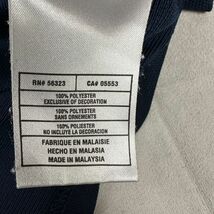 RN# 56323 CA# 05553
100% POLYESTER
EXCLUSIVE OF DECORATION
100% POLYESTER
SANS ORNEMENTS
100% POLIESTER
NO INCLUYE LA DECORACIÓN
FABRIQUE EN MALAISIE
HECHO EN MALASIA
MADE IN MALAYSIA